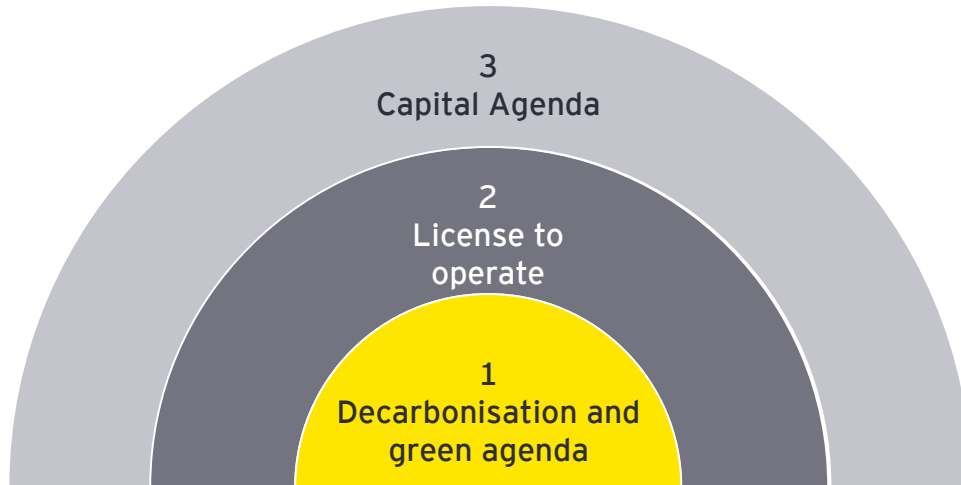 3
Capital Agenda
2
License to
operate
1
Decarbonisation and
green agenda